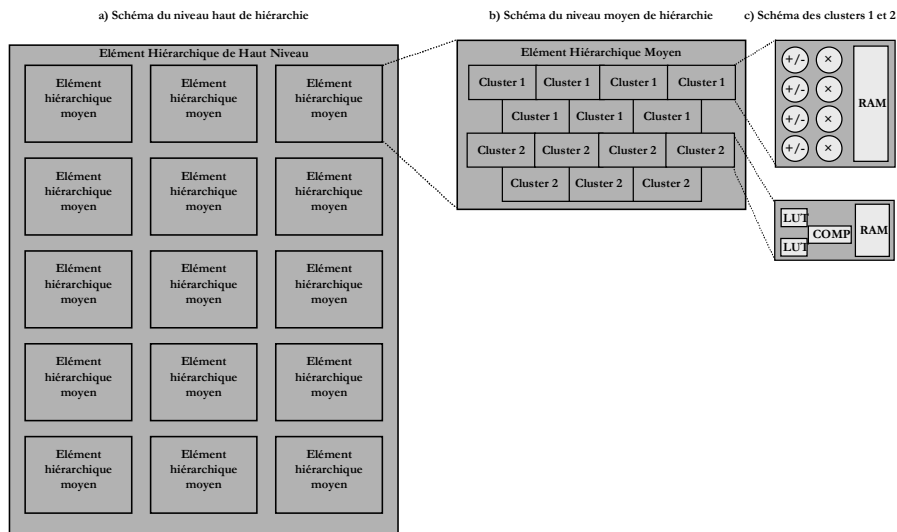 a) Schéma du niveau haut de hiérarchie
b) Schéma du niveau moyen de hiérarchie
c) Schéma des clusters 1 et 2
Elément Hiérarchique de Haut Niveau
Elément
hiérarchique
moyen
Elément
hiérarchique
moyen
Elément
hiérarchique
moyen
Elément
hiérarchique
moyen
Elément
hiérarchique
moyen
Elément
hiérarchique
moyen
Elément
hiérarchique
moyen
Elément
hiérarchique
moyen
Elément
hiérarchique
moyen
Elément
hiérarchique
moyen
Elément
hiérarchique
moyen
Elément
hiérarchique
moyen
Elément
hiérarchique
moyen
Elément
hiérarchique
moyen
Elément
hiérarchique
moyen
Elément Hiérarchique Moyen
Cluster 1
Cluster 1
Cluster 1
Cluster 1
Cluster 1
Cluster 1
Cluster 1
Cluster 2
Cluster 2
Cluster 2
Cluster 2
Cluster 2
Cluster 2
Cluster 2
+/-
×
+/-
×
+/-
×
+/-
×
RAM
LUT
LUT
COMP
RAM